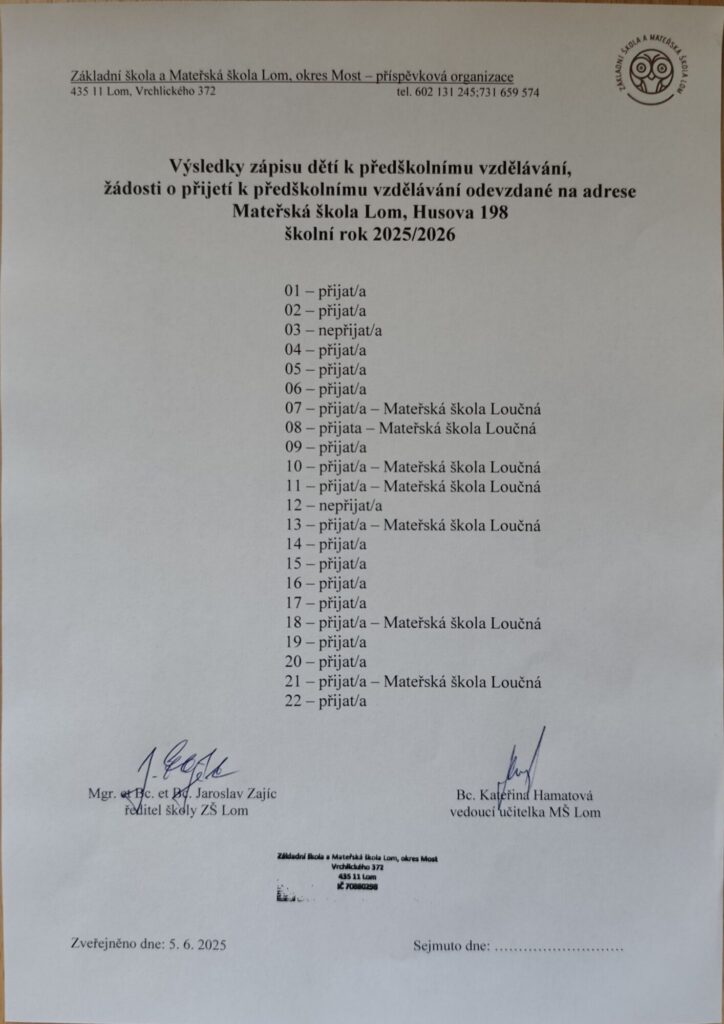 ZÁKLADNÍ ŠKOLA A MATEŘSKÁ ŠKOLA LOM
Základní škola a Mateřská škola Lom, okres Most – příspěvková organizace
435 11 Lom, Vrchlického 372 tel. 602 131 245;731 659 574
Výsledky zápisu dětí k předškolnímu vzdělávání,
žádosti o přijetí k předškolnímu vzdělávání odevzdané na adrese
Mateřská škola Lom, Husova 198
školní rok 2025/2026
01 – přijat/a
02 – přijat/a
03 – nepřijat/a
04 – přijat/a
05 – přijat/a
06 – přijat/a
07 – přijat/a – Mateřská škola Loučná
08 – přijata – Mateřská škola Loučná
09 – přijat/a
10 – přijat/a – Mateřská škola Loučná
11 – přijat/a – Mateřská škola Loučná
12 – nepřijat/a
13 – přijat/a – Mateřská škola Loučná
14 – přijat/a
15 – přijat/a
16 – přijat/a
17 – přijat/a
18 – přijat/a – Mateřská škola Loučná
19 – přijat/a
20 – přijat/a
21 – přijat/a – Mateřská škola Loučná
22 – přijat/a
Mgr. et Bc. et Bc. Jaroslav Zajíc Bc. Kateřina Hamatová
ředitel školy ZŠ Lom vedoucí učitelka MŠ Lom
Základní škola a Mateřská škola Lom, okres Most
Vrchlického 372
435 11 Lom
IČ 70880298
Zveřejněno dne: 5. 6. 2025 Sejmuto dne: ...........................